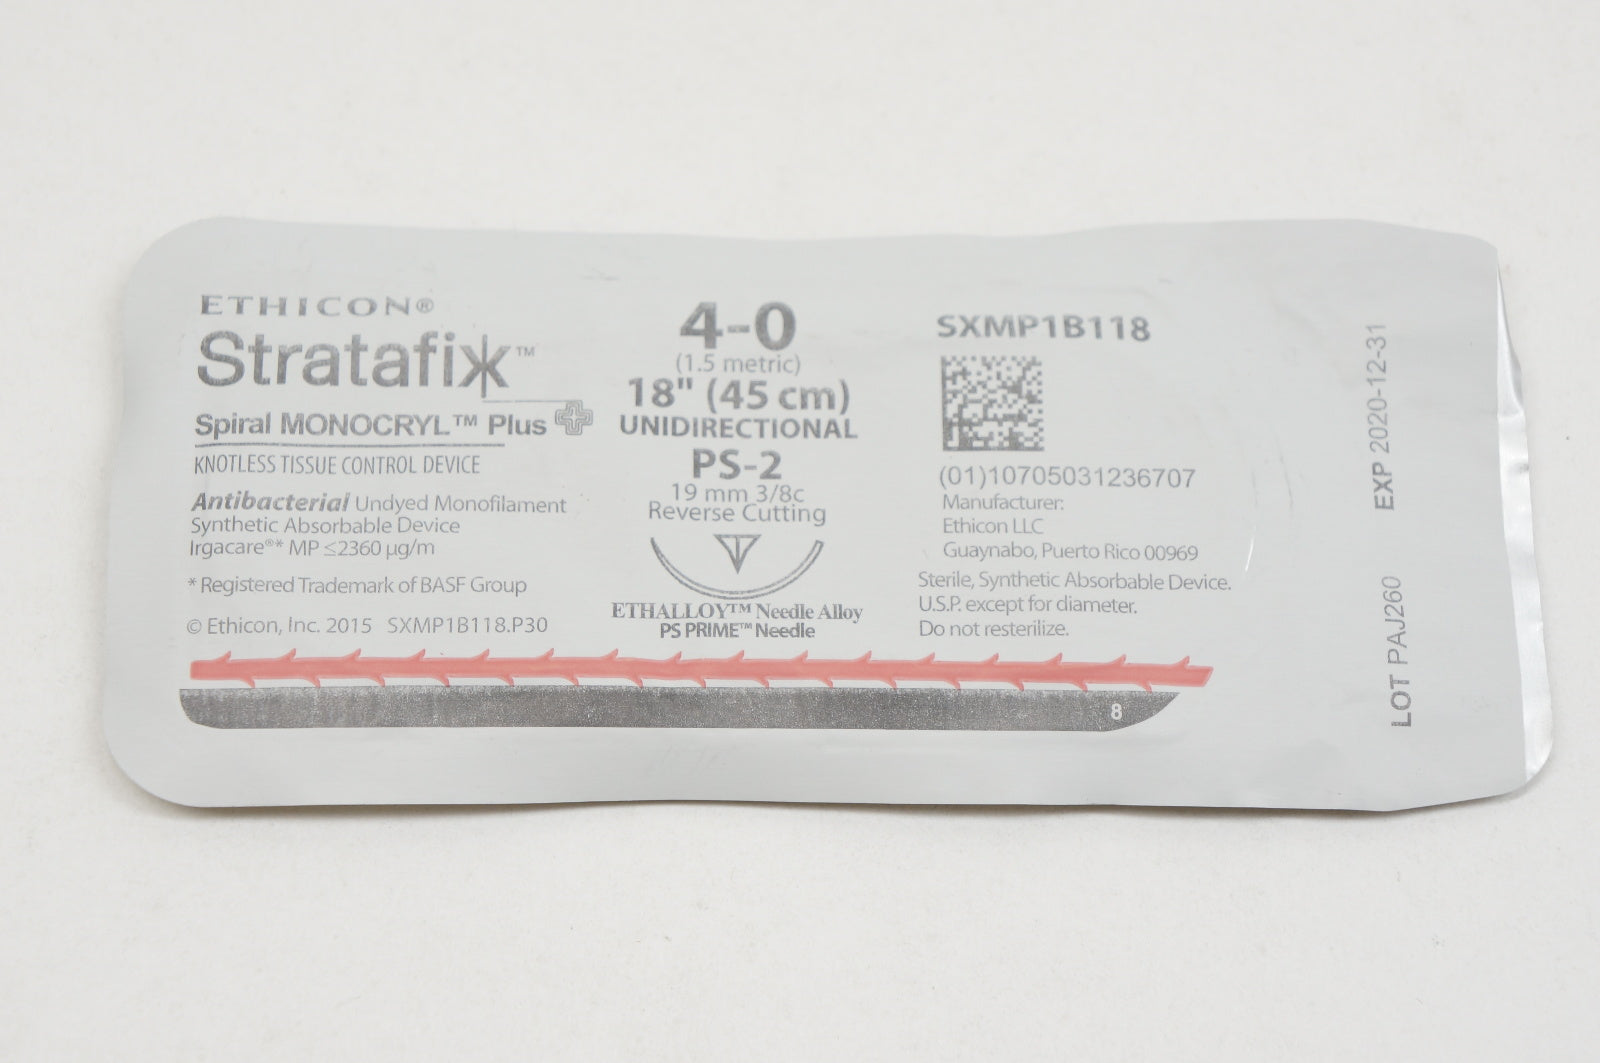 ETHICON®
Stratafix™
Spiral MONOCRYL™ Plus
KNOTLESS TISSUE CONTROL DEVICE
Antibacterial Undyed Monofilament
Synthetic Absorbable Device
Irgacare®* MP ≤2360 µg/m
* Registered Trademark of BASF Group
© Ethicon, Inc. 2015 SXMP1B118.P30
4-0
(1.5 metric)
18" (45 cm)
UNIDIRECTIONAL
PS-2
19 mm 3/8c
Reverse Cutting
ETHALLOY™ Needle Alloy
PS PRIME™ Needle
SXMP1B118
(01)10705031236707
Manufacturer:
Ethicon LLC
Guaynabo, Puerto Rico 00969
Sterile, Synthetic Absorbable Device.
U.S.P. except for diameter.
Do not resterilize.
8
LOT PAJ260 EXP 2020-12-31